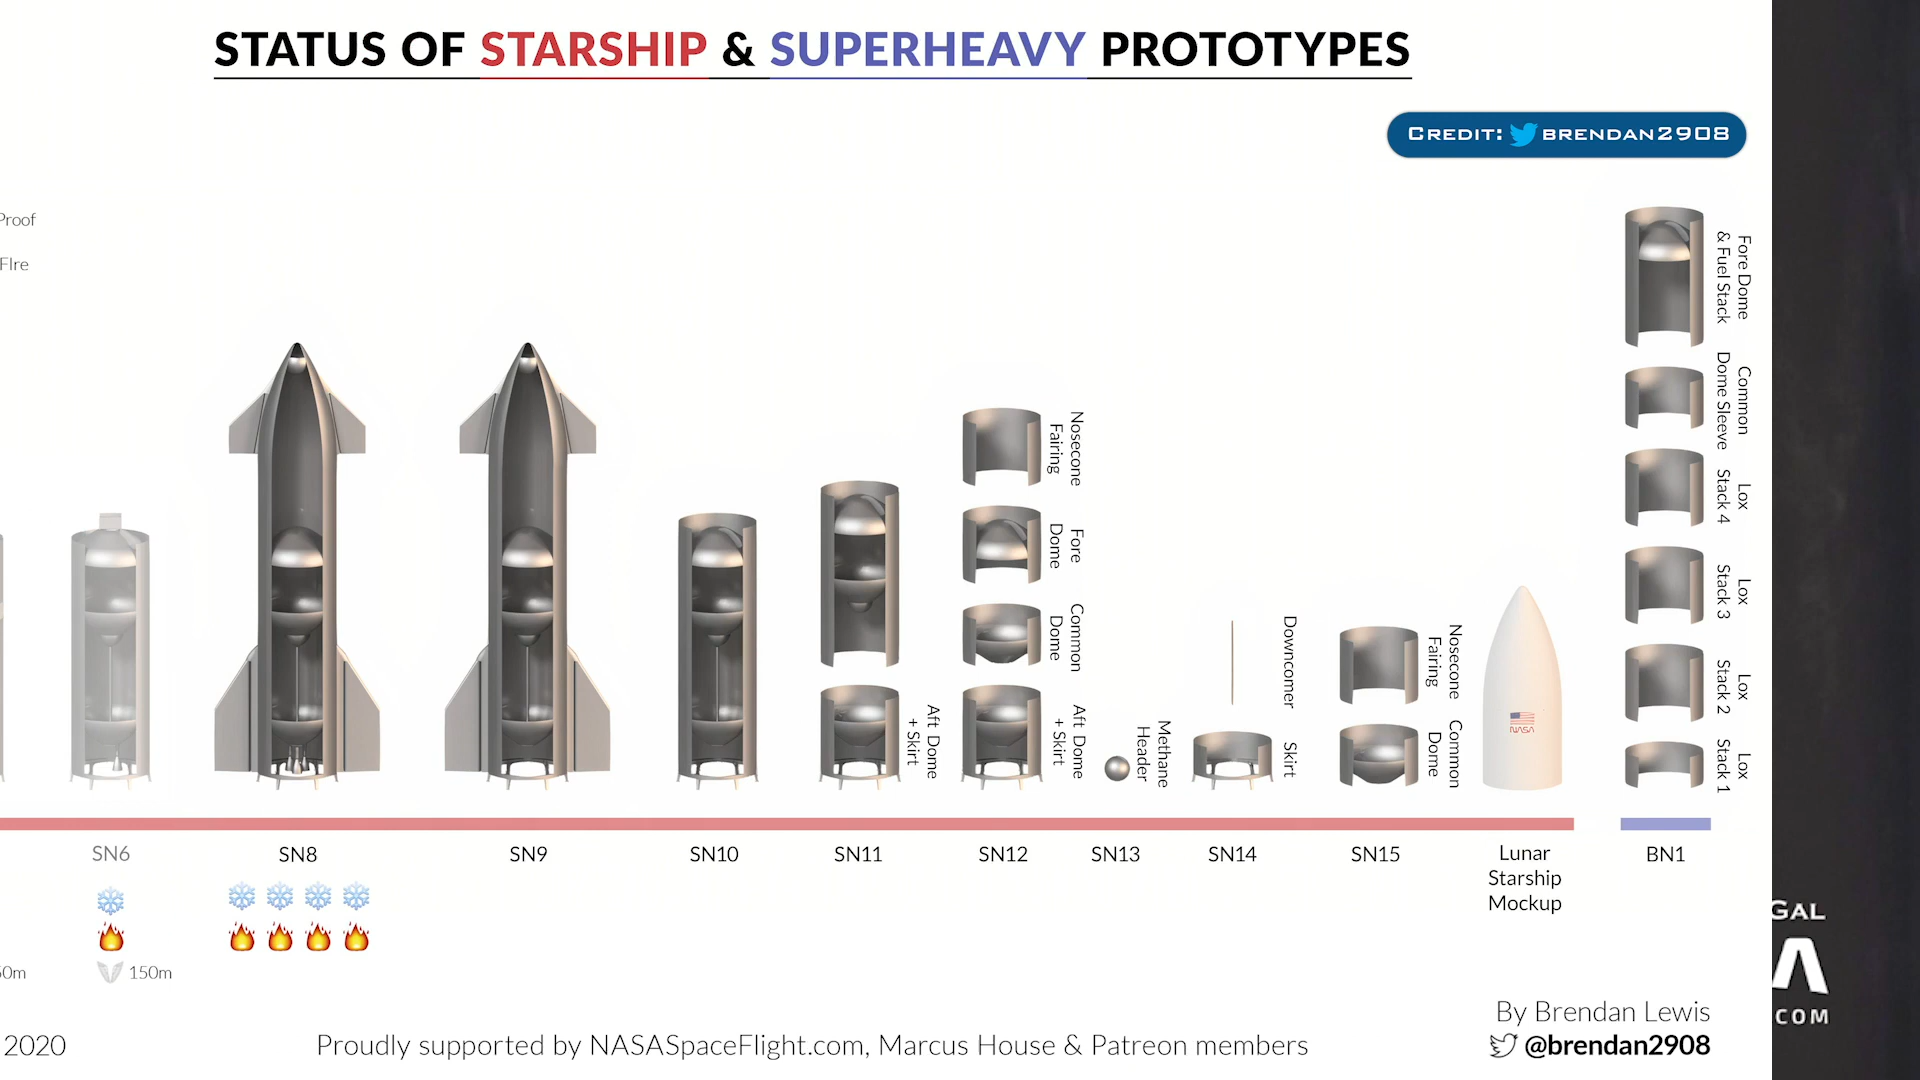 STATUS OF STARSHIP & SUPERHEAVY PROTOTYPES
CREDIT: BRENDAN2908
Proof
FIre
Fore Dome
& Fuel Stack
Common
Dome Sleeve
Lox
Stack 4
Lox
Stack 3
Lox
Stack 2
Lox
Stack 1
Nosecone
Fairing
Fore
Dome
Common
Dome
Aft Dome
+ Skirt
Aft Dome
+ Skirt
Methane
Header
Downcomer
Skirt
Nosecone
Fairing
Common
Dome
NASA
SN6
SN8
SN9
SN10
SN11
SN12
SN13
SN14
SN15
Lunar
Starship
Mockup
BN1
0m
150m
GAL
COM
2020
Proudly supported by NASASpaceFlight.com, Marcus House & Patreon members
By Brendan Lewis
@brendan2908